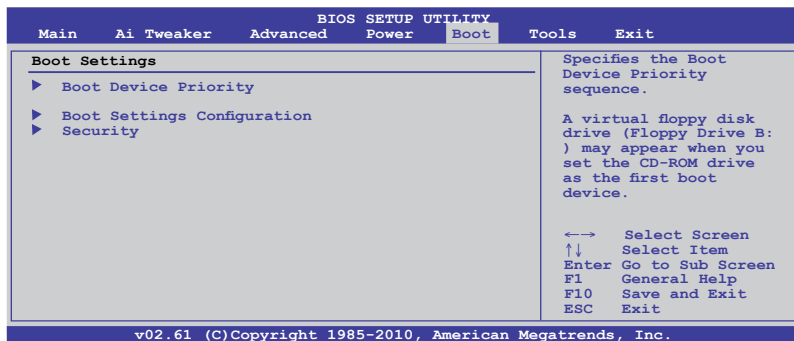 BIOS SETUP UTILITY
Main Ai Tweaker Advanced Power Boot Tools Exit
Boot Settings
Boot Device Priority
Boot Settings Configuration
Security
Specifies the Boot
Device Priority
sequence.
A virtual floppy disk
drive (Floppy Drive B:
) may appear when you
set the CD-ROM drive
as the first boot
device.
←→ Select Screen
↑↓ Select Item
Enter Go to Sub Screen
F1 General Help
F10 Save and Exit
ESC Exit
v02.61 (C)Copyright 1985-2010, American Megatrends, Inc.